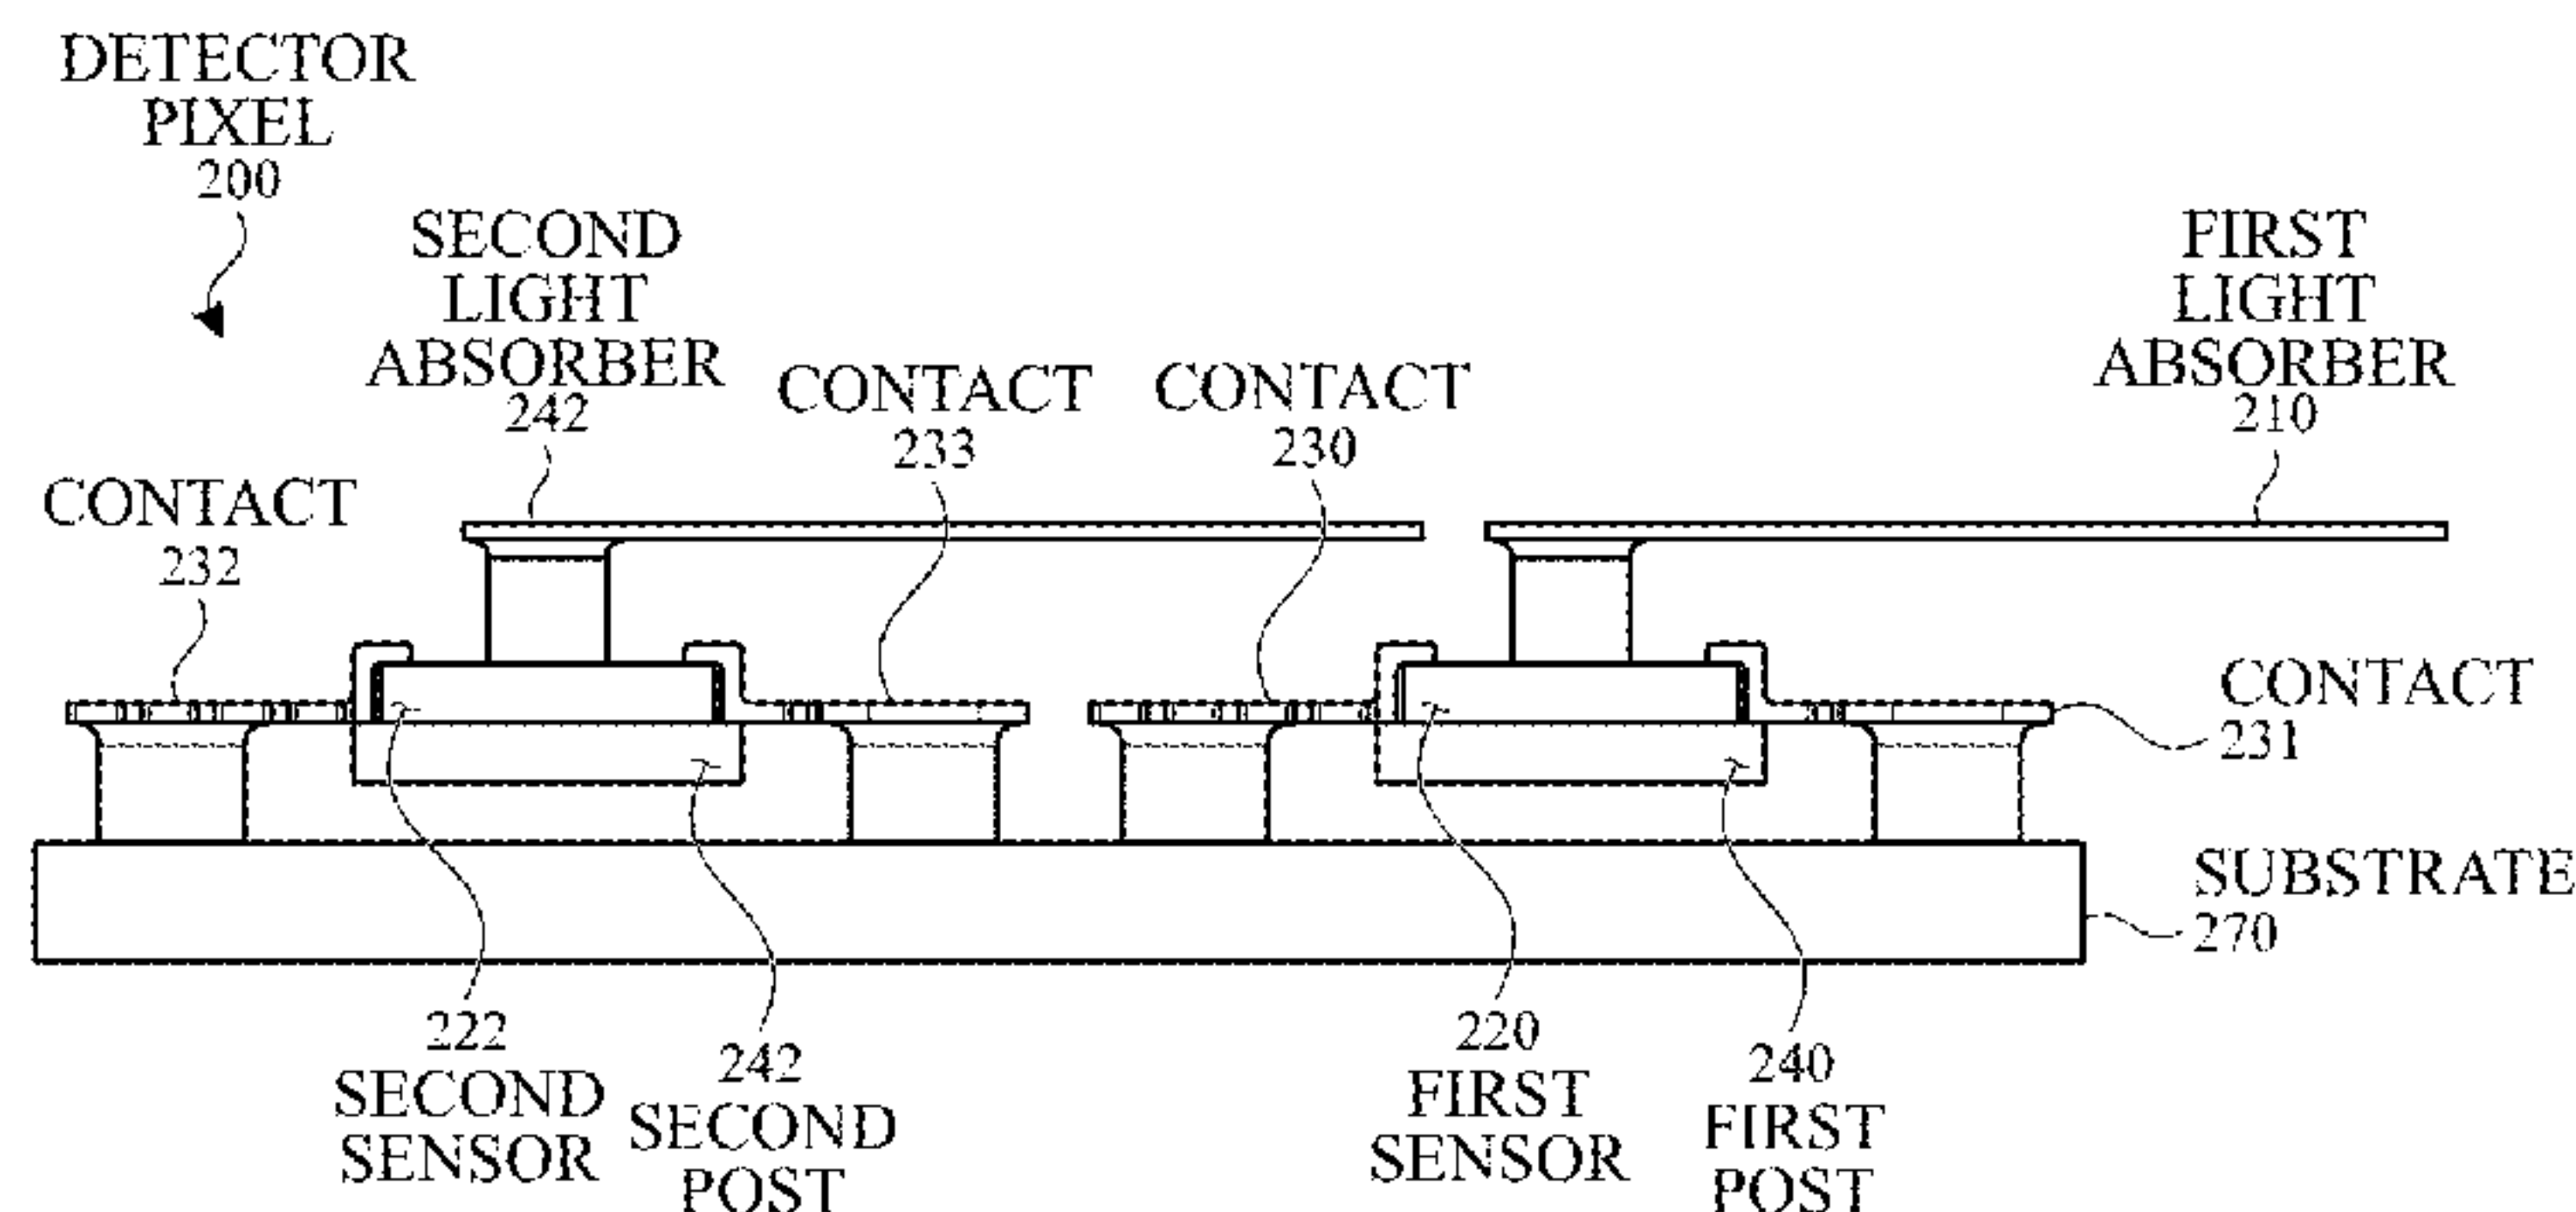 DETECTOR
PIXEL
200
SECOND
LIGHT
ABSORBER
242
FIRST
LIGHT
ABSORBER
210
CONTACT
233
CONTACT
230
CONTACT
232
CONTACT
231
SUBSTRATE
270
222
SECOND
SENSOR
242
SECOND
POST
220
FIRST
SENSOR
240
FIRST
POST